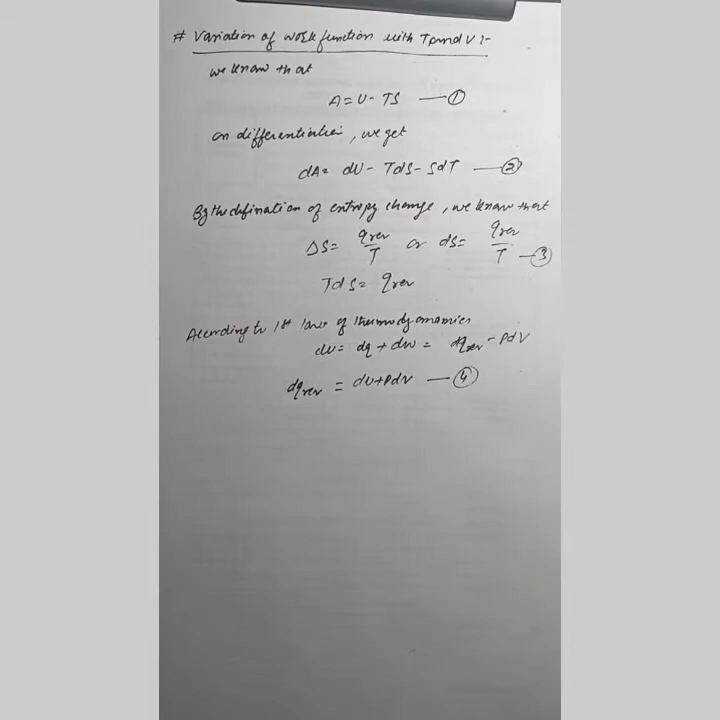 # Variation of work function with T and V :-
we know that
A = U - TS —①
on differentiation, we get
dA = dU - TdS - SdT —②
By the defination of entropy change, we know that
ΔS = qrev/T or dS = qrev/T —③
TdS = qrev
According to 1st law of thermodynamics
dU = dq + dw = dqrev - PdV
dqrev = dU + PdV —④